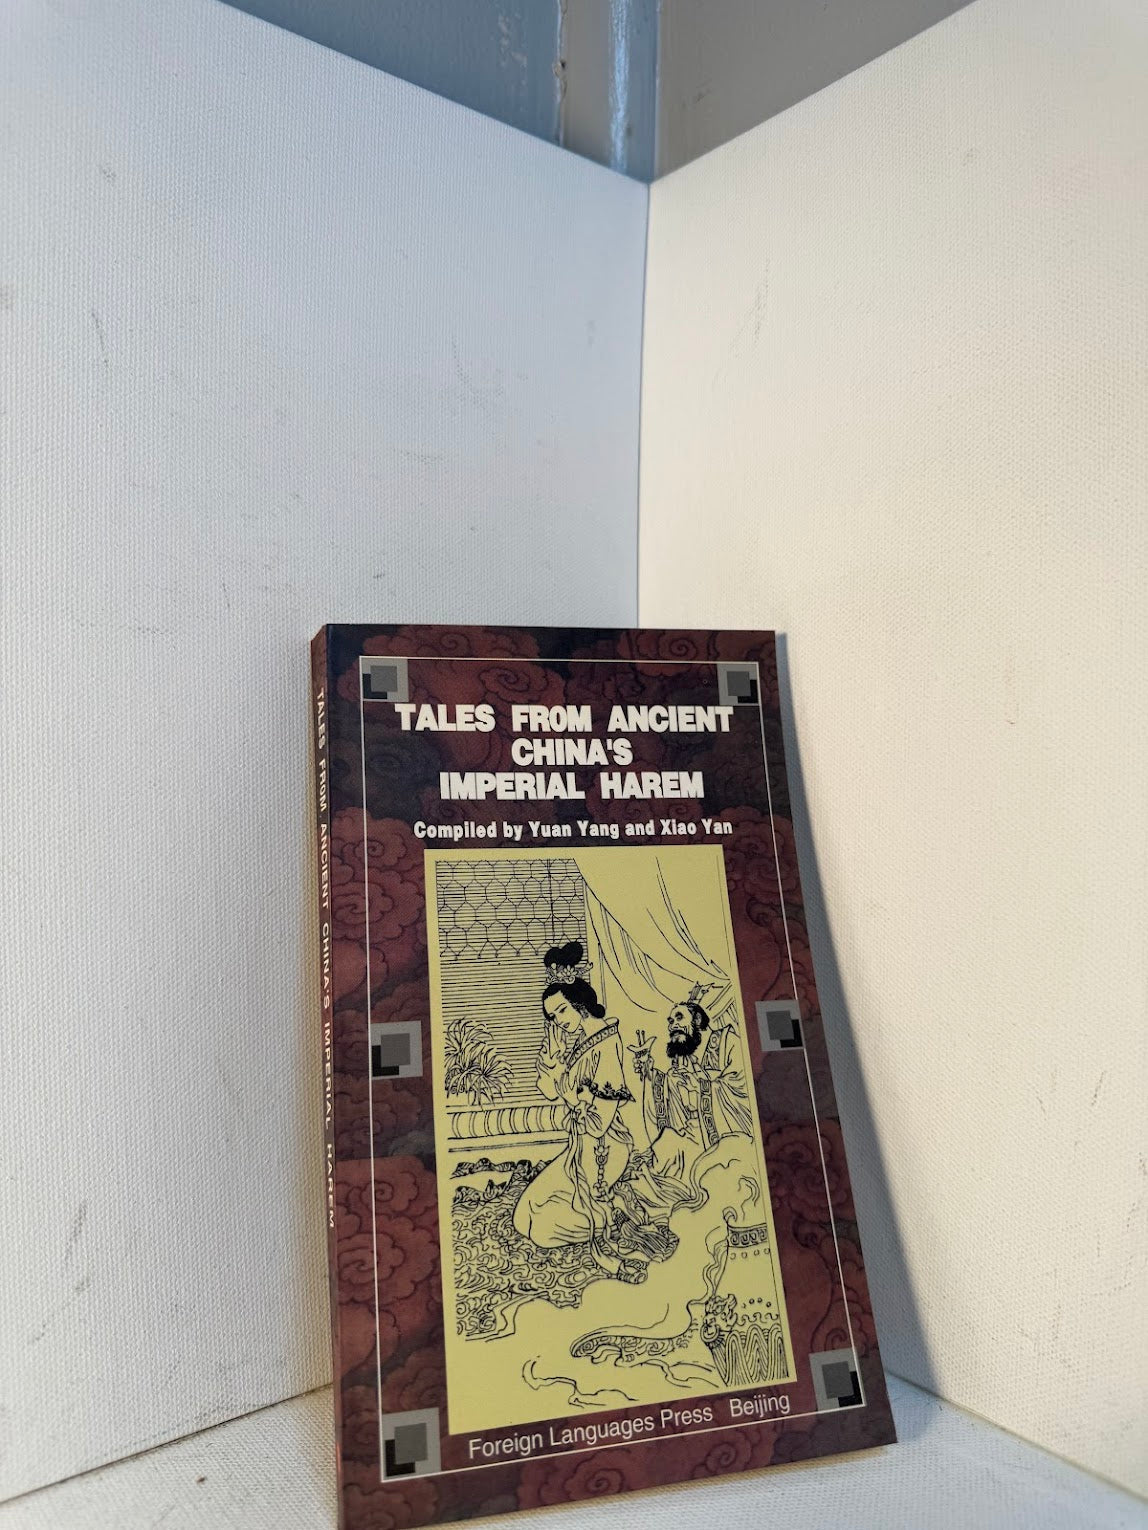 TALES FROM ANCIENT
CHINA'S
IMPERIAL HAREM
Compiled by Yuan Yang and Xiao Yan
Foreign Languages Press Beijing
TALES FROM ANCIENT CHINA'S IMPERIAL HAREM